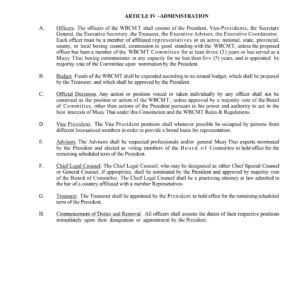 ARTICLE IV –ADMINISTRATION
A. Officers. The officers of the WBCMT shall consist of the President, Vice-Presidents, the Secretary
General, the Executive Secretary, the Treasurer, the Executive Advisor, the Executive Coordinator.
Each officer must be a member of affiliated representatives or an active national, state, provincial,
county, or local boxing council, commission in good standing with the WBCMT, unless the proposed
officer has been a member of the WBCMT Committee for at least three (3) years or has served as a
Muay Thai boxing commissioner in any capacity for no less than five (5) years, and is appointed by
majority vote of the Committee upon nomination by the President.
B. Budget. Funds of the WBCMT shall be expended according to an annual budget, which shall be prepared
by the Treasurer; and which shall be approved by the President.
C. Official Decisions. Any action or position voiced or taken individually by any officer shall not be
construed as the position or action of the WBCMT , unless approved by a majority vote of the Board
of Committee, other than actions of the President pursuant to his power and authority to act in the
best interests of Muay Thai under this Constitution and the WBCMT Rules & Regulations.
D. Vice President. The Vice President positions shall whenever possible be occupied by persons from
different international members in order to provide a broad basis for representation.
E. Advisors. The Advisors shall be respected professionals and/or general Muay Thai experts nominated
by the President and elected as voting members of the Board of Committee to hold office for the
remaining scheduled term of the President.
F. Chief Legal Counsel. The Chief Legal Counsel, who may be designated as either Chief Special Counsel
or General Counsel, if appropriate, shall be nominated by the President and approved by majority vote
of the Board of Committee. The Chief Legal Counsel shall be a practicing attorney at law admitted to
the bar of a country affiliated with a member Representatives.
G. Treasurer. The Treasurer shall be appointed by the President to hold office for the remaining scheduled
term of the President.
H. Commencement of Duties and Removal. All officers shall assume the duties of their respective positions
immediately upon their designation or appointment by the President.